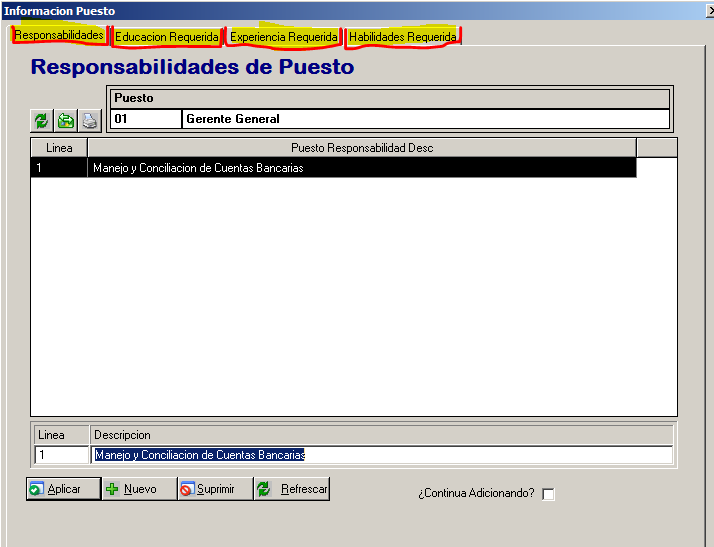 Informacion Puesto
Responsabilidades Educacion Requerida Experiencia Requerida Habilidades Requerida
Responsabilidades de Puesto
Puesto
01 Gerente General
Linea Puesto Responsabilidad Desc
1 Manejo y Conciliacion de Cuentas Bancarias
Linea Descripcion
1 Manejo y Conciliacion de Cuentas Bancarias
Aplicar Nuevo Suprimir Refrescar ¿Continua Adicionando?